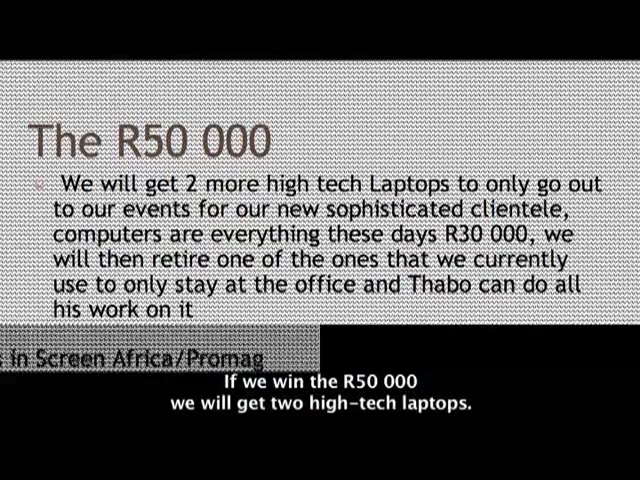 The R50 000
We will get 2 more high tech Laptops to only go out
to our events for our new sophisticated clientele,
computers are everything these days R30 000, we
will then retire one of the ones that we currently
use to only stay at the office and Thabo can do all
his work on it
s in Screen Africa/Promag
If we win the R50 000
we will get two high-tech laptops.